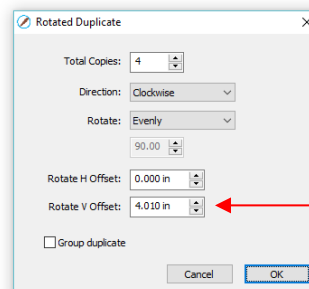 Rotated Duplicate
Total Copies: 4
Direction: Clockwise
Rotate: Evenly
90.00
Rotate H Offset: 0.000 in
Rotate V Offset: 4.010 in
Group duplicate
Cancel OK